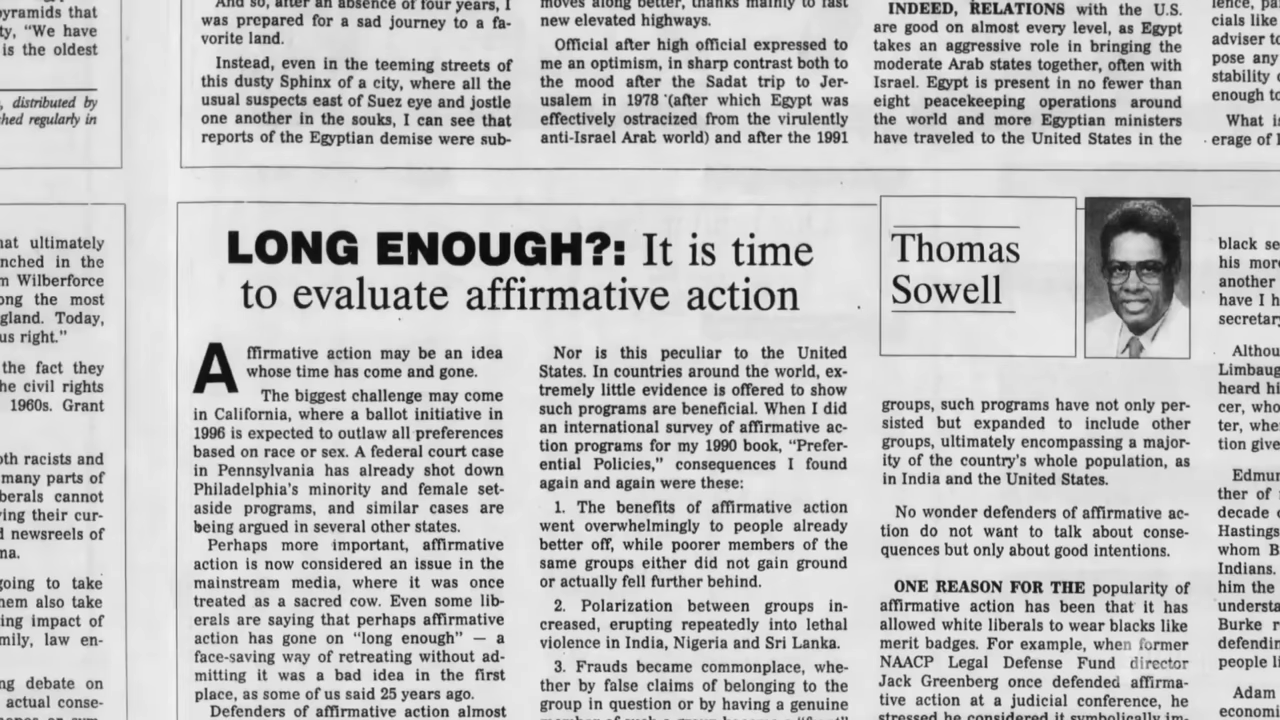 pyramids that
ty, “We have
is the oldest
, distributed by
hed regularly in
hat ultimately
nched in the
m Wilberforce
ong the most
gland. Today,
us right.”
the fact they
he civil rights
1960s. Grant
oth racists and
many parts of
berals cannot
ving their cur-
d newsreels of
ma.
going to take
hem also take
ing impact of
mily, law en-
ng debate on
actual conse-
And so, after an absence of four years, I
was prepared for a sad journey to a fa-
vorite land.
Instead, even in the teeming streets of
this dusty Sphinx of a city, where all the
usual suspects east of Suez eye and jostle
one another in the souks, I can see that
reports of the Egyptian demise were sub-
moves along better, thanks mainly to fast
new elevated highways.
Official after high official expressed to
me an optimism, in sharp contrast both to
the mood after the Sadat trip to Jer-
usalem in 1978 (after which Egypt was
effectively ostracized from the virulently
anti-Israel Arab world) and after the 1991
INDEED, RELATIONS with the U.S.
are good on almost every level, as Egypt
takes an aggressive role in bringing the
moderate Arab states together, often with
Israel. Egypt is present in no fewer than
eight peacekeeping operations around
the world and more Egyptian ministers
have traveled to the United States in the
lence, pa
cials like
adviser to
pose any
stability
enough to
What is
erage of
LONG ENOUGH?: It is time
to evaluate affirmative action
Thomas
Sowell
Affirmative action may be an idea
whose time has come and gone.
The biggest challenge may come
in California, where a ballot initiative in
1996 is expected to outlaw all preferences
based on race or sex. A federal court case
in Pennsylvania has already shot down
Philadelphia’s minority and female set-
aside programs, and similar cases are
being argued in several other states.
Perhaps more important, affirmative
action is now considered an issue in the
mainstream media, where it was once
treated as a sacred cow. Even some lib-
erals are saying that perhaps affirmative
action has gone on “long enough” — a
face-saving way of retreating without ad-
mitting it was a bad idea in the first
place, as some of us said 25 years ago.
Defenders of affirmative action almost
Nor is this peculiar to the United
States. In countries around the world, ex-
tremely little evidence is offered to show
such programs are beneficial. When I did
an international survey of affirmative ac-
tion programs for my 1990 book, “Prefer-
ential Policies,” consequences I found
again and again were these:
1. The benefits of affirmative action
went overwhelmingly to people already
better off, while poorer members of the
same groups either did not gain ground
or actually fell further behind.
2. Polarization between groups in-
creased, erupting repeatedly into lethal
violence in India, Nigeria and Sri Lanka.
3. Frauds became commonplace, whe-
ther by false claims of belonging to the
group in question or by having a genuine
groups, such programs have not only per-
sisted but expanded to include other
groups, ultimately encompassing a major-
ity of the country’s whole population, as
in India and the United States.
No wonder defenders of affirmative ac-
tion do not want to talk about conse-
quences but only about good intentions.
ONE REASON FOR THE popularity of
affirmative action has been that it has
allowed white liberals to wear blacks like
merit badges. For example, when former
NAACP Legal Defense Fund director
Jack Greenberg once defended affirma-
tive action at a judicial conference, he
stressed he considered it symbolically im-
black se
his more
another
have I h
secretary
Althou
Limbaug
heard hi
cer, who
ter, whe
tion give
Edmun
ther of
decade
Hastings
whom B
Indians.
him the
understa
Burke r
defendin
people li
Adam
economi